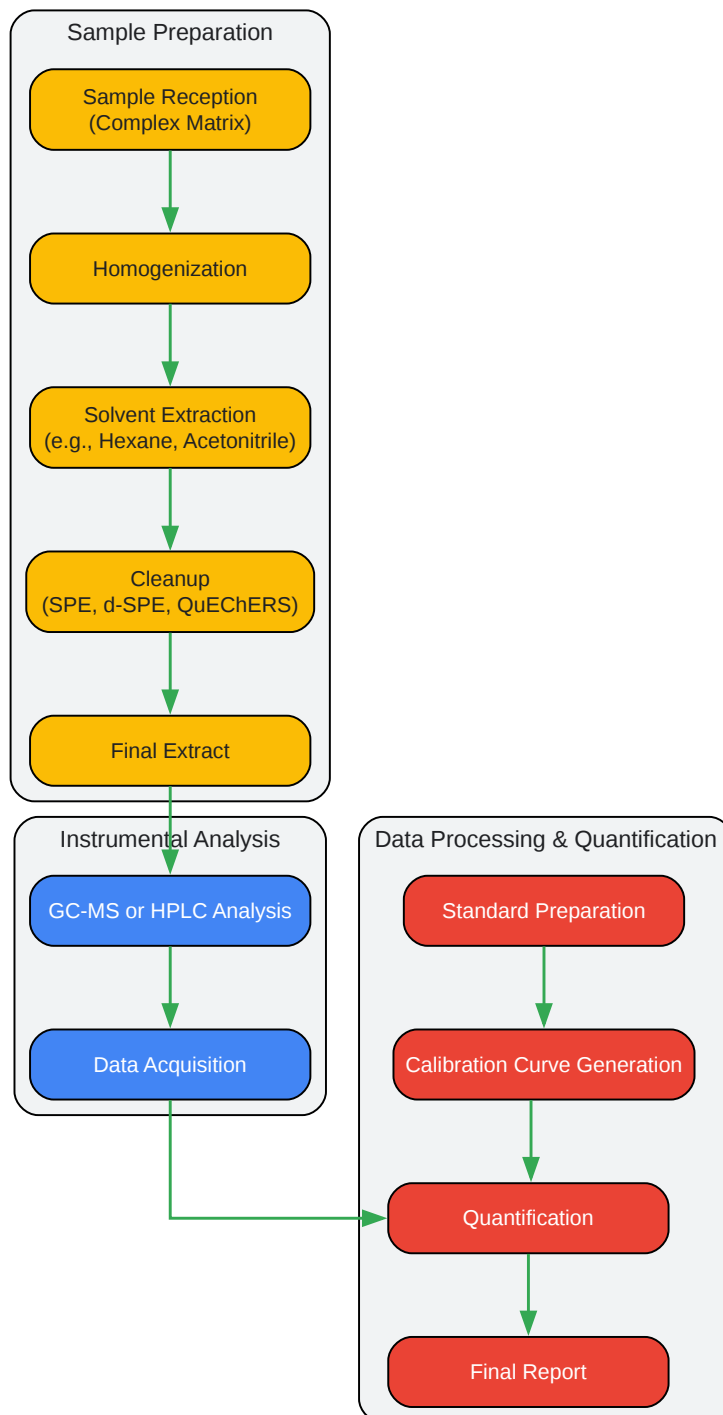 Sample Preparation
Sample Reception
(Complex Matrix)
Homogenization
Solvent Extraction
(e.g., Hexane, Acetonitrile)
Cleanup
(SPE, d-SPE, QuEChERS)
Final Extract
Instrumental Analysis
GC-MS or HPLC Analysis
Data Acquisition
Data Processing & Quantification
Standard Preparation
Calibration Curve Generation
Quantification
Final Report